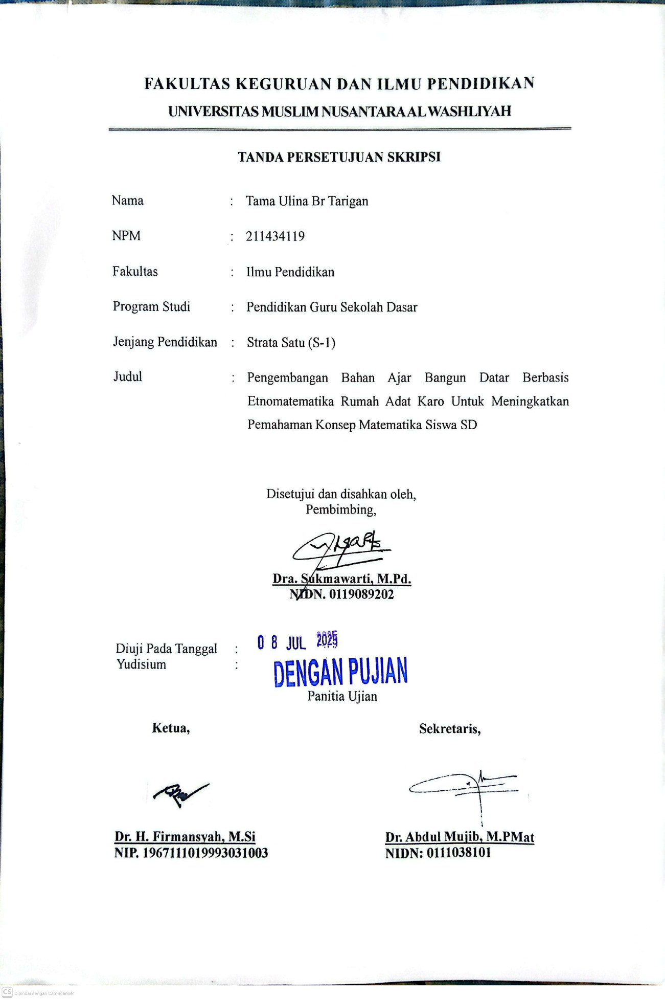 FAKULTAS KEGURUAN DAN ILMU PENDIDIKAN
UNIVERSITAS MUSLIM NUSANTARA AL WASHLIYAH
TANDA PERSETUJUAN SKRIPSI
Nama : Tama Ulina Br Tarigan
NPM : 211434119
Fakultas : Ilmu Pendidikan
Program Studi : Pendidikan Guru Sekolah Dasar
Jenjang Pendidikan : Strata Satu (S-1)
Judul : Pengembangan Bahan Ajar Bangun Datar Berbasis
Etnomatematika Rumah Adat Karo Untuk Meningkatkan
Pemahaman Konsep Matematika Siswa SD
Disetujui dan disahkan oleh,
Pembimbing,
Dra. Sukmawarti, M.Pd.
NIDN. 0119089202
Diuji Pada Tanggal : 08 JUL 2025
Yudisium : DENGAN PUJIAN
Panitia Ujian
Ketua, Sekretaris,
Dr. H. Firmansyah, M.Si Dr. Abdul Mujib, M.PMat
NIP. 1967111019993031003 NIDN: 0111038101
CS Dipindai dengan CamScanner